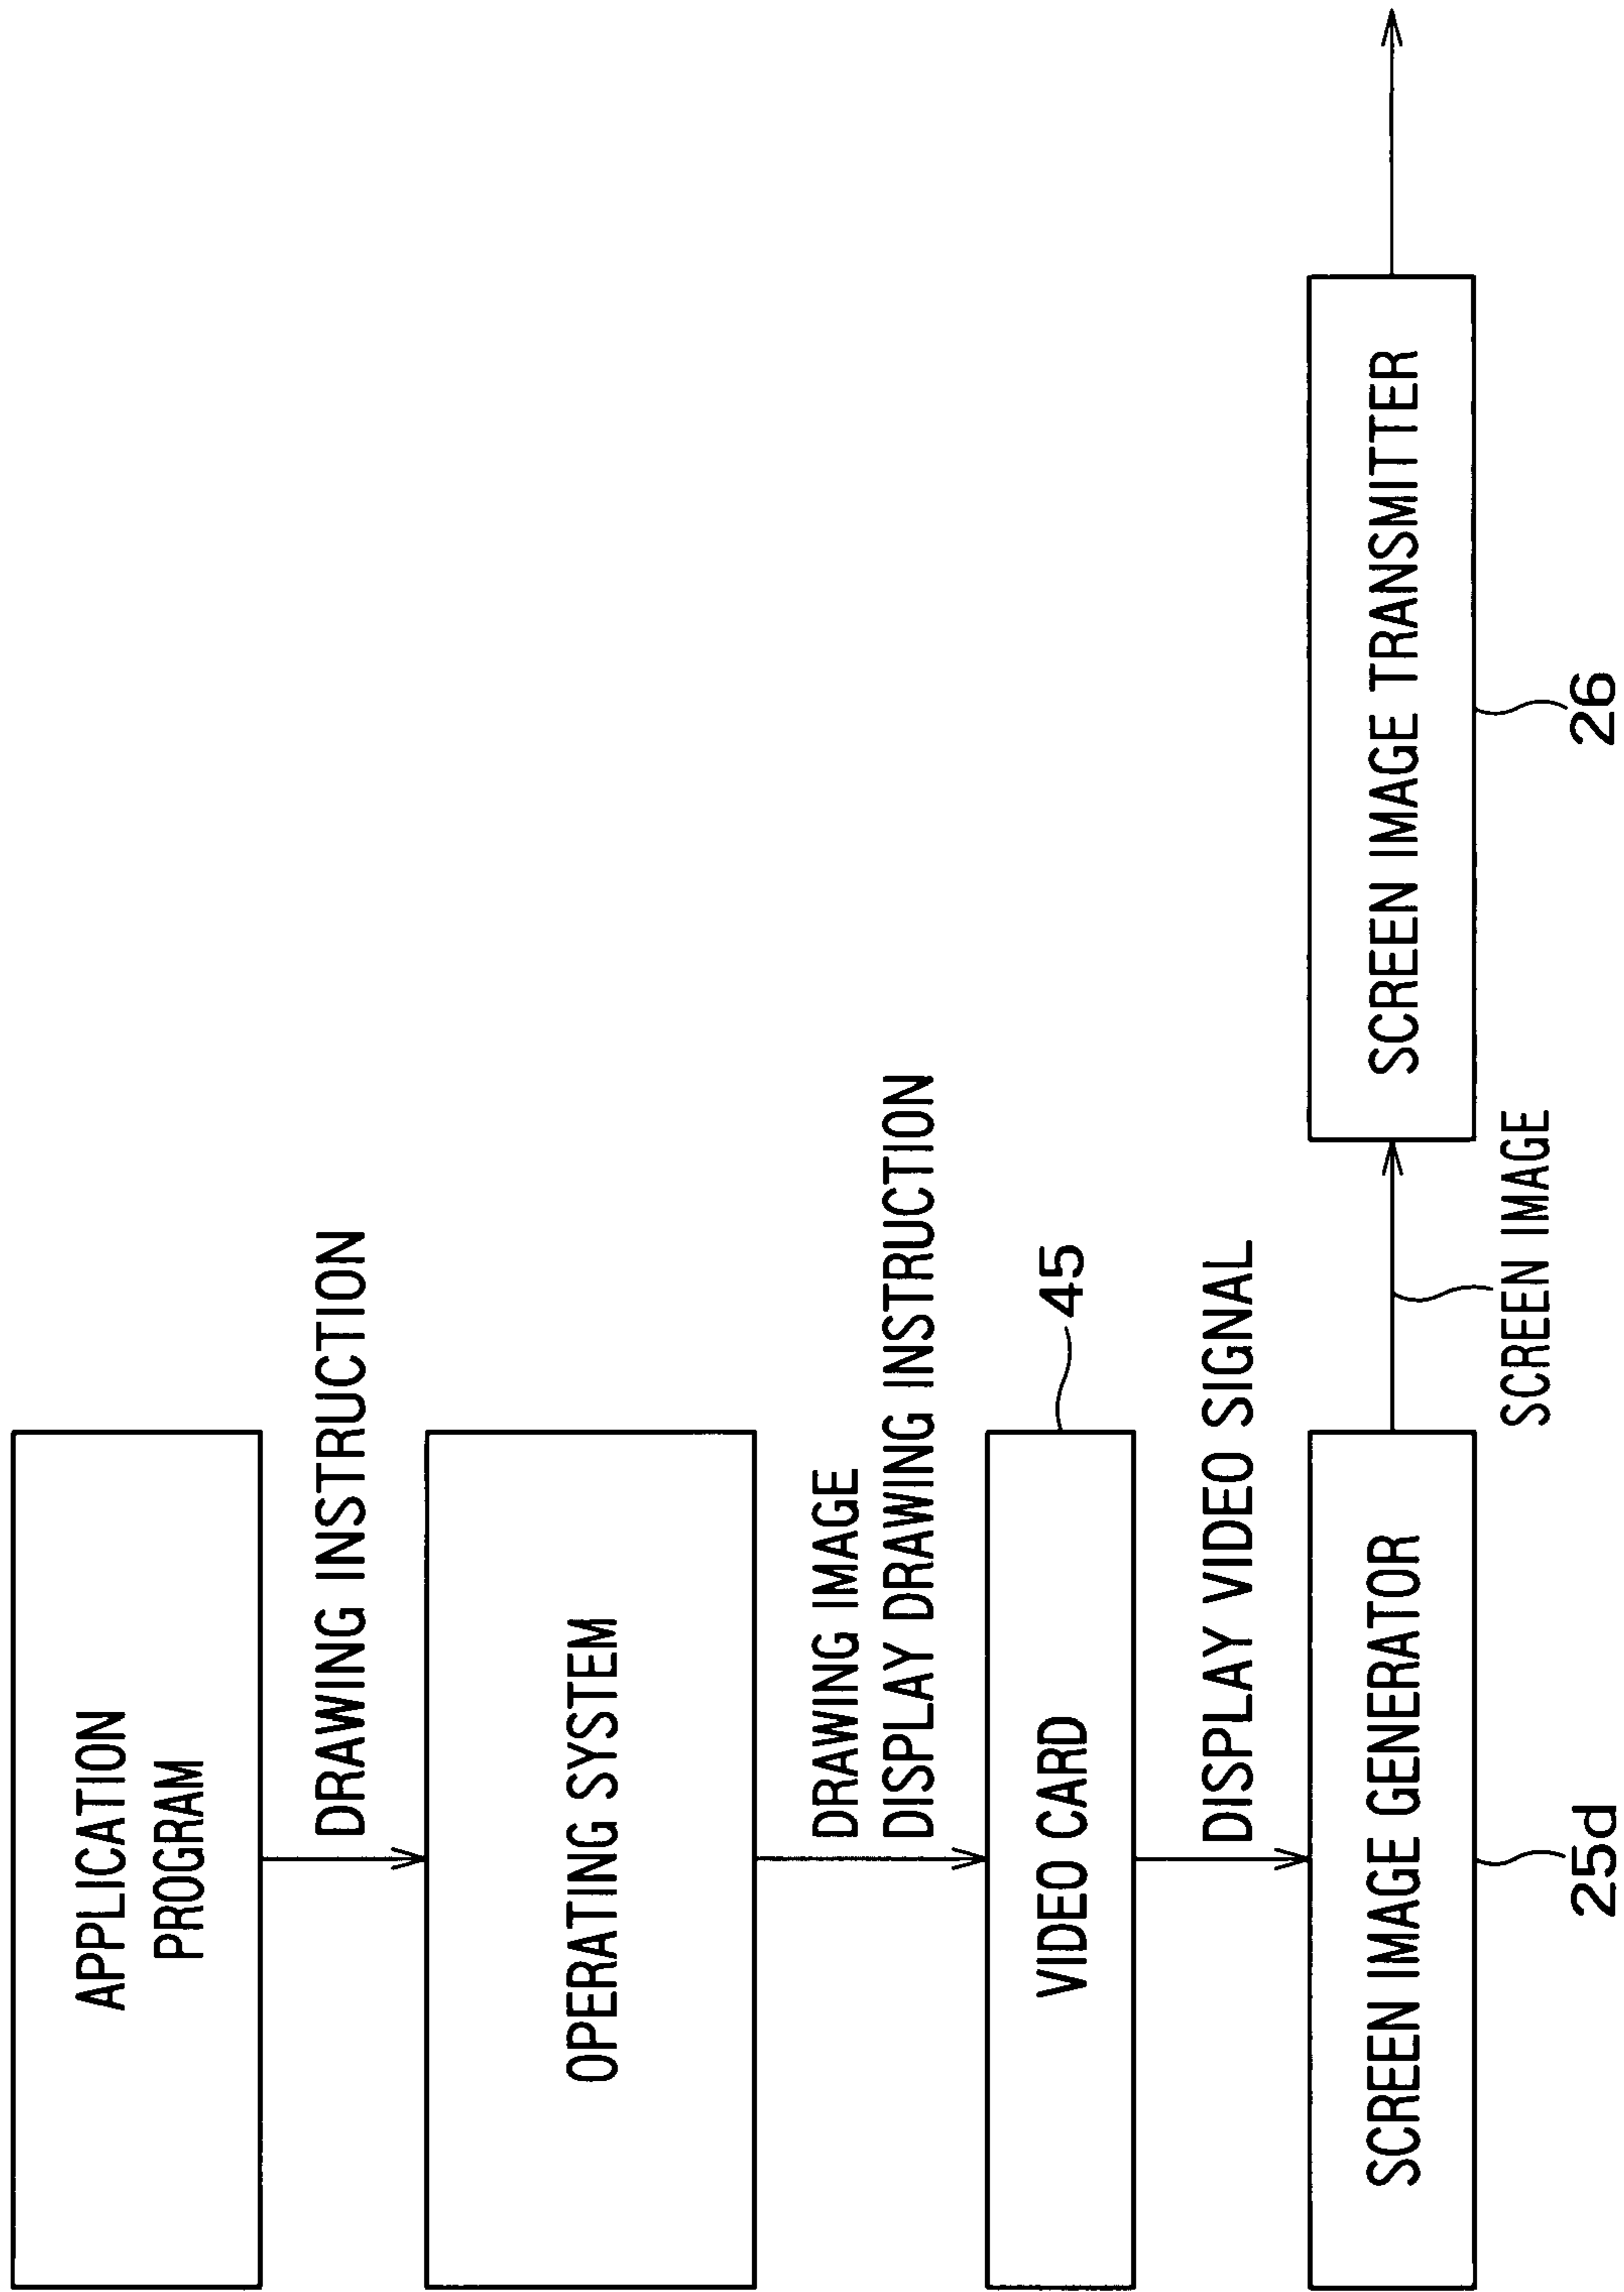 APPLICATION
PROGRAM
DRAWING INSTRUCTION
OPERATING SYSTEM
DRAWING IMAGE
DISPLAY DRAWING INSTRUCTION
45
VIDEO CARD
DISPLAY VIDEO SIGNAL
SCREEN IMAGE GENERATOR
SCREEN IMAGE TRANSMITTER
SCREEN IMAGE
25d
26